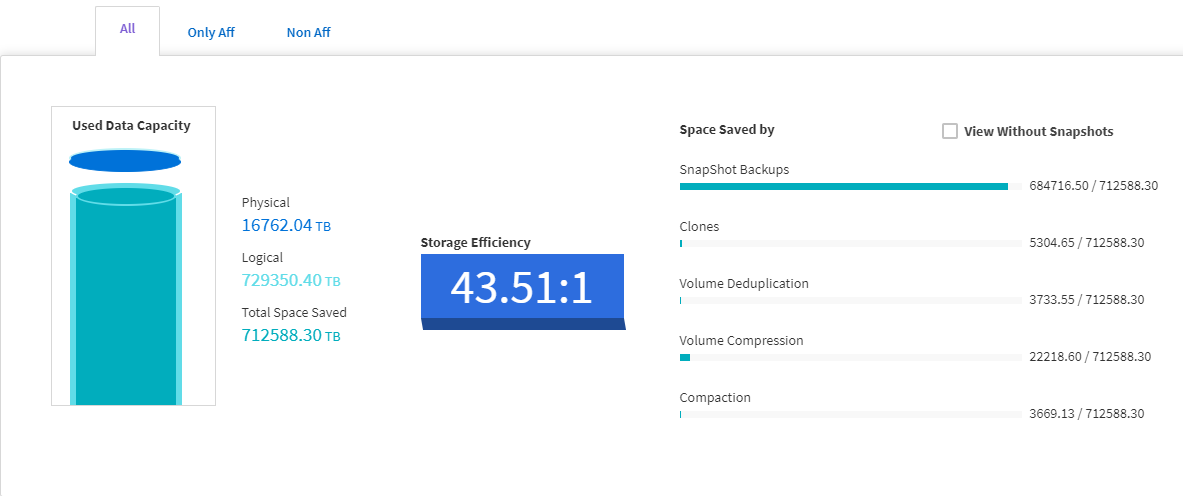 All
Only Aff
Non Aff
Used Data Capacity
Physical
16762.04 TB
Logical
729350.40 TB
Total Space Saved
712588.30 TB
Storage Efficiency
43.51:1
Space Saved by
View Without Snapshots
SnapShot Backups
684716.50 / 712588.30
Clones
5304.65 / 712588.30
Volume Deduplication
3733.55 / 712588.30
Volume Compression
22218.60 / 712588.30
Compaction
3669.13 / 712588.30